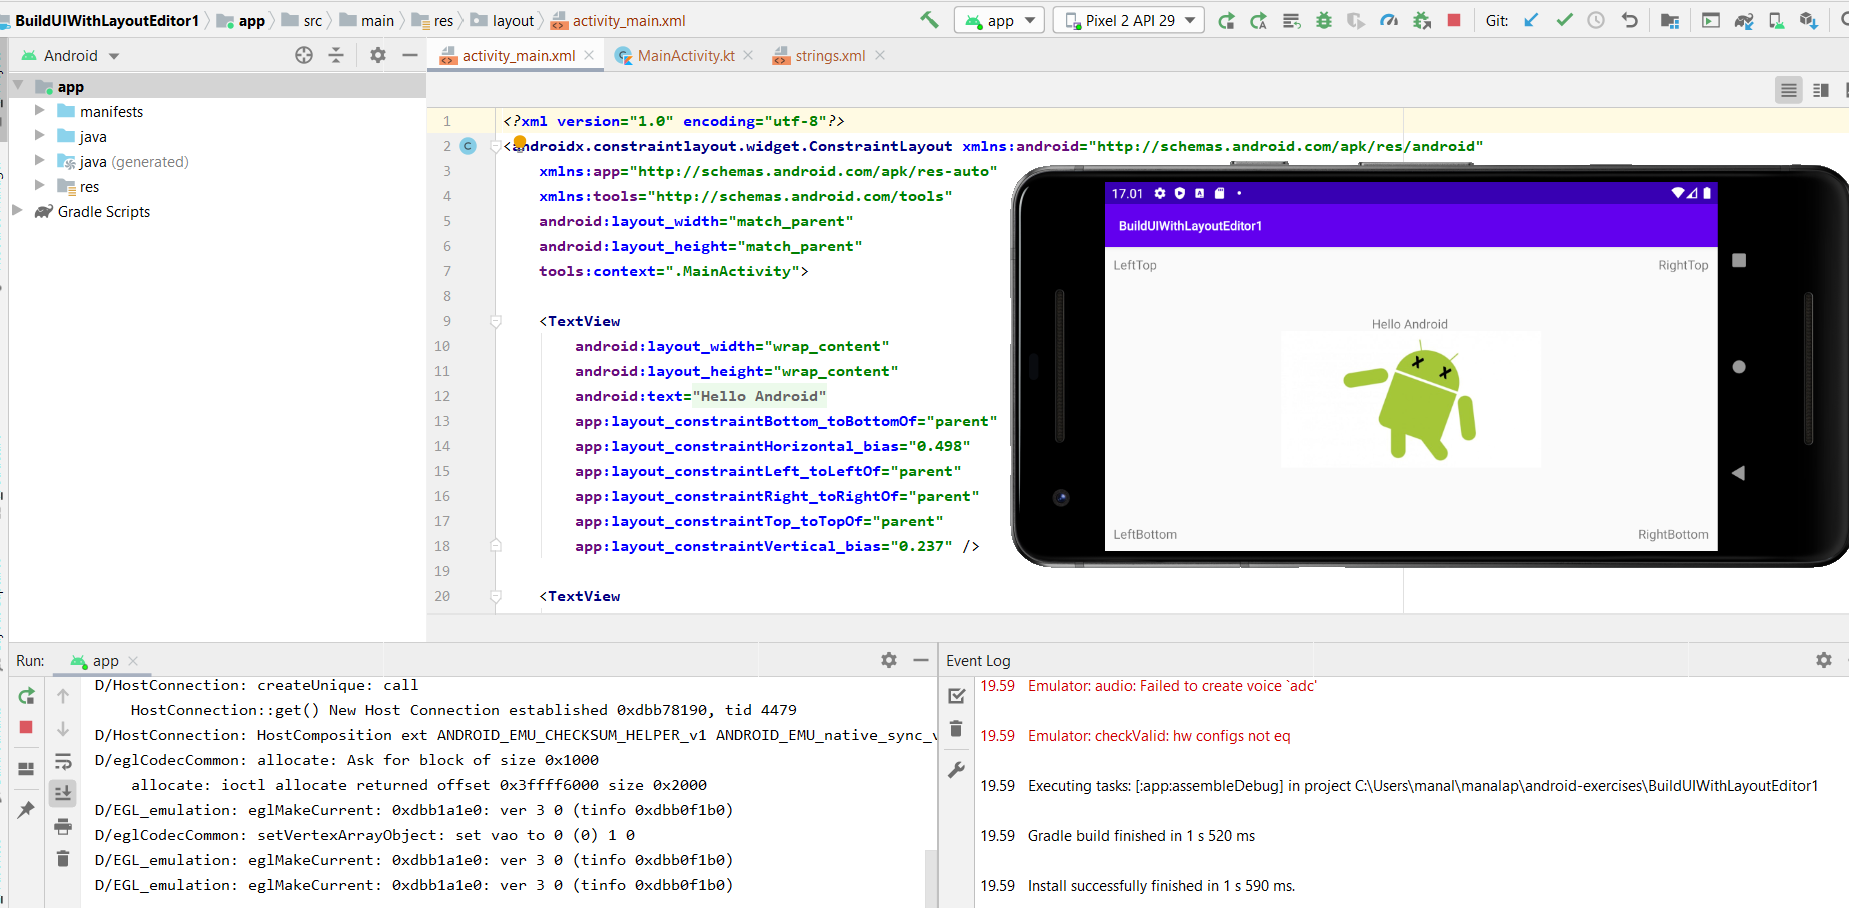 BuildUIWithLayoutEditor1 app src main res layout activity_main.xml app Pixel 2 API 29 Git:
Android
activity_main.xml MainActivity.kt strings.xml
app
manifests
java
java (generated)
res
Gradle Scripts
1 <?xml version="1.0" encoding="utf-8"?>
2 C <androidx.constraintlayout.widget.ConstraintLayout xmlns:android="http://schemas.android.com/apk/res/android"
3 xmlns:app="http://schemas.android.com/apk/res-auto"
4 xmlns:tools="http://schemas.android.com/tools"
5 android:layout_width="match_parent"
6 android:layout_height="match_parent"
7 tools:context=".MainActivity">
8
9 <TextView
10 android:layout_width="wrap_content"
11 android:layout_height="wrap_content"
12 android:text="Hello Android"
13 app:layout_constraintBottom_toBottomOf="parent"
14 app:layout_constraintHorizontal_bias="0.498"
15 app:layout_constraintLeft_toLeftOf="parent"
16 app:layout_constraintRight_toRightOf="parent"
17 app:layout_constraintTop_toTopOf="parent"
18 app:layout_constraintVertical_bias="0.237" />
19
20 <TextView
17.01
BuildUIWithLayoutEditor1
LeftTop RightTop
Hello Android
LeftBottom RightBottom
Run: app
D/HostConnection: createUnique: call
HostConnection::get() New Host Connection established 0xdbb78190, tid 4479
D/HostConnection: HostComposition ext ANDROID_EMU_CHECKSUM_HELPER_v1 ANDROID_EMU_native_sync_v
D/eglCodecCommon: allocate: Ask for block of size 0x1000
allocate: ioctl allocate returned offset 0x3ffff6000 size 0x2000
D/EGL_emulation: eglMakeCurrent: 0xdbb1a1e0: ver 3 0 (tinfo 0xdbb0f1b0)
D/eglCodecCommon: setVertexArrayObject: set vao to 0 (0) 1 0
D/EGL_emulation: eglMakeCurrent: 0xdbb1a1e0: ver 3 0 (tinfo 0xdbb0f1b0)
D/EGL_emulation: eglMakeCurrent: 0xdbb1a1e0: ver 3 0 (tinfo 0xdbb0f1b0)
Event Log
19.59 Emulator: audio: Failed to create voice `adc'
19.59 Emulator: checkValid: hw configs not eq
19.59 Executing tasks: [:app:assembleDebug] in project C:\Users\manal\manalap\android-exercises\BuildUIWithLayoutEditor1
19.59 Gradle build finished in 1 s 520 ms
19.59 Install successfully finished in 1 s 590 ms.